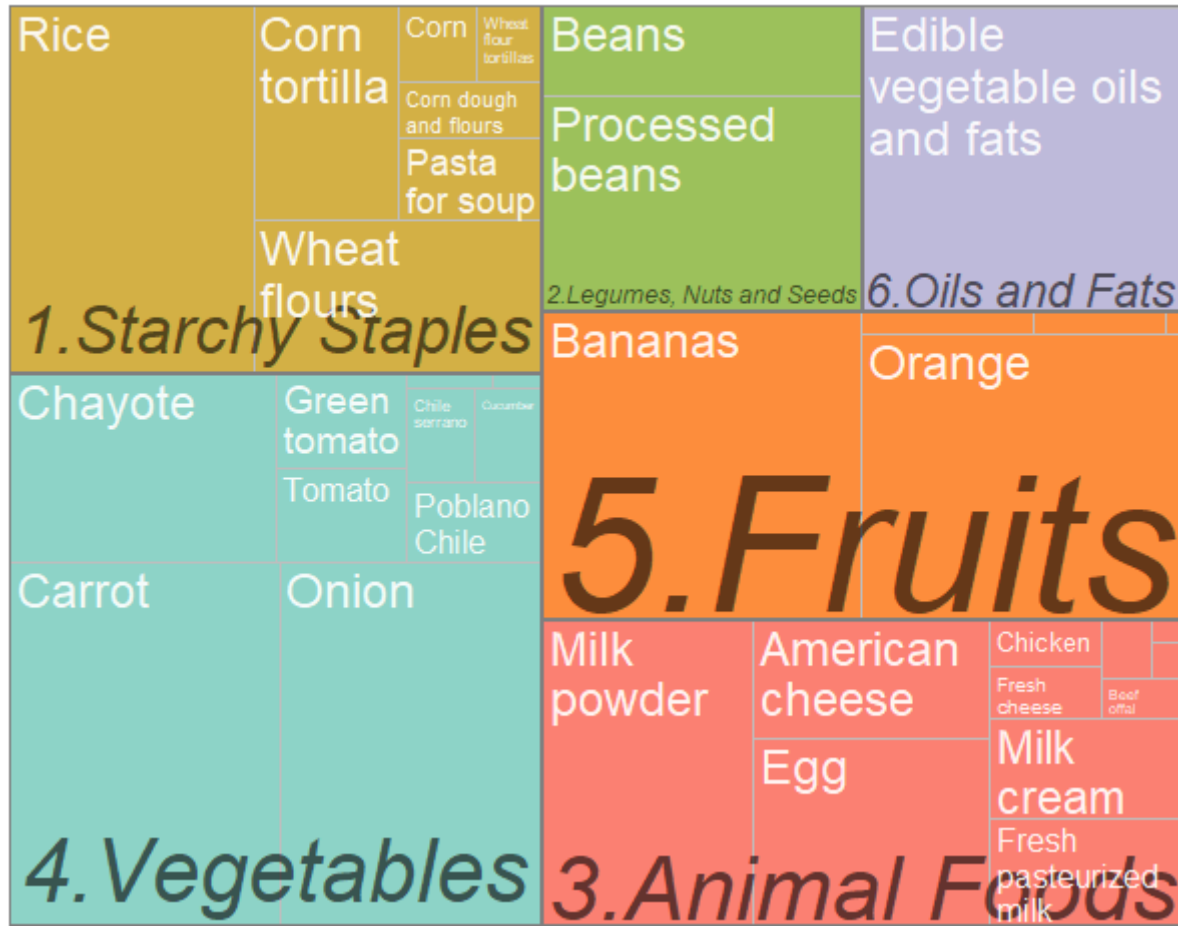 Rice
Corn
tortilla
Corn
Wheat
flour
tortillas
Corn dough
and flours
Pasta
for soup
Wheat
flours
1.Starchy Staples
Beans
Processed
beans
2.Legumes, Nuts and Seeds
Edible
vegetable oils
and fats
6.Oils and Fats
Chayote
Green
tomato
Tomato
Chile
serrano
Cucumber
Poblano
Chile
Carrot
Onion
4.Vegetables
Bananas
Orange
5.Fruits
Milk
powder
American
cheese
Egg
Chicken
Fresh
cheese
Beef
offal
Milk
cream
Fresh
pasteurized
milk
3.Animal Foods